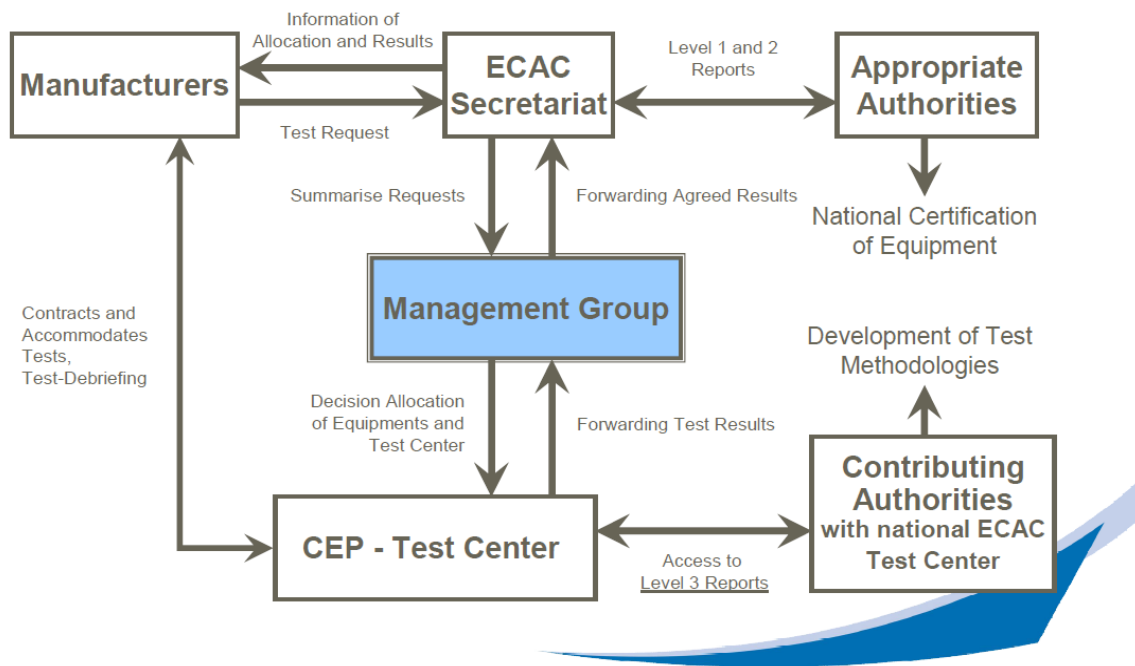 Information of
Allocation and Results
Manufacturers
ECAC
Secretariat
Level 1 and 2
Reports
Appropriate
Authorities
Test Request
Summarise Requests
Forwarding Agreed Results
National Certification
of Equipment
Management Group
Contracts and
Accommodates
Tests,
Test-Debriefing
Development of Test
Methodologies
Decision Allocation
of Equipments and
Test Center
Forwarding Test Results
Contributing
Authorities
with national ECAC
Test Center
CEP - Test Center
Access to
Level 3 Reports